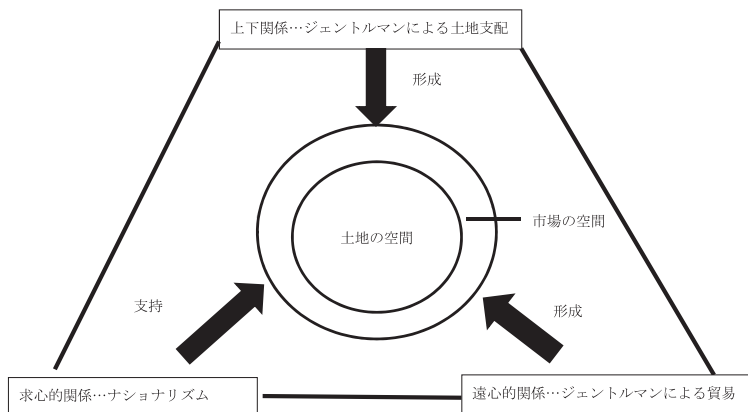 上下関係…ジェントルマンによる土地支配
形成
市場の空間
土地の空間
支持
形成
求心的関係…ナショナリズム
遠心的関係…ジェントルマンによる貿易